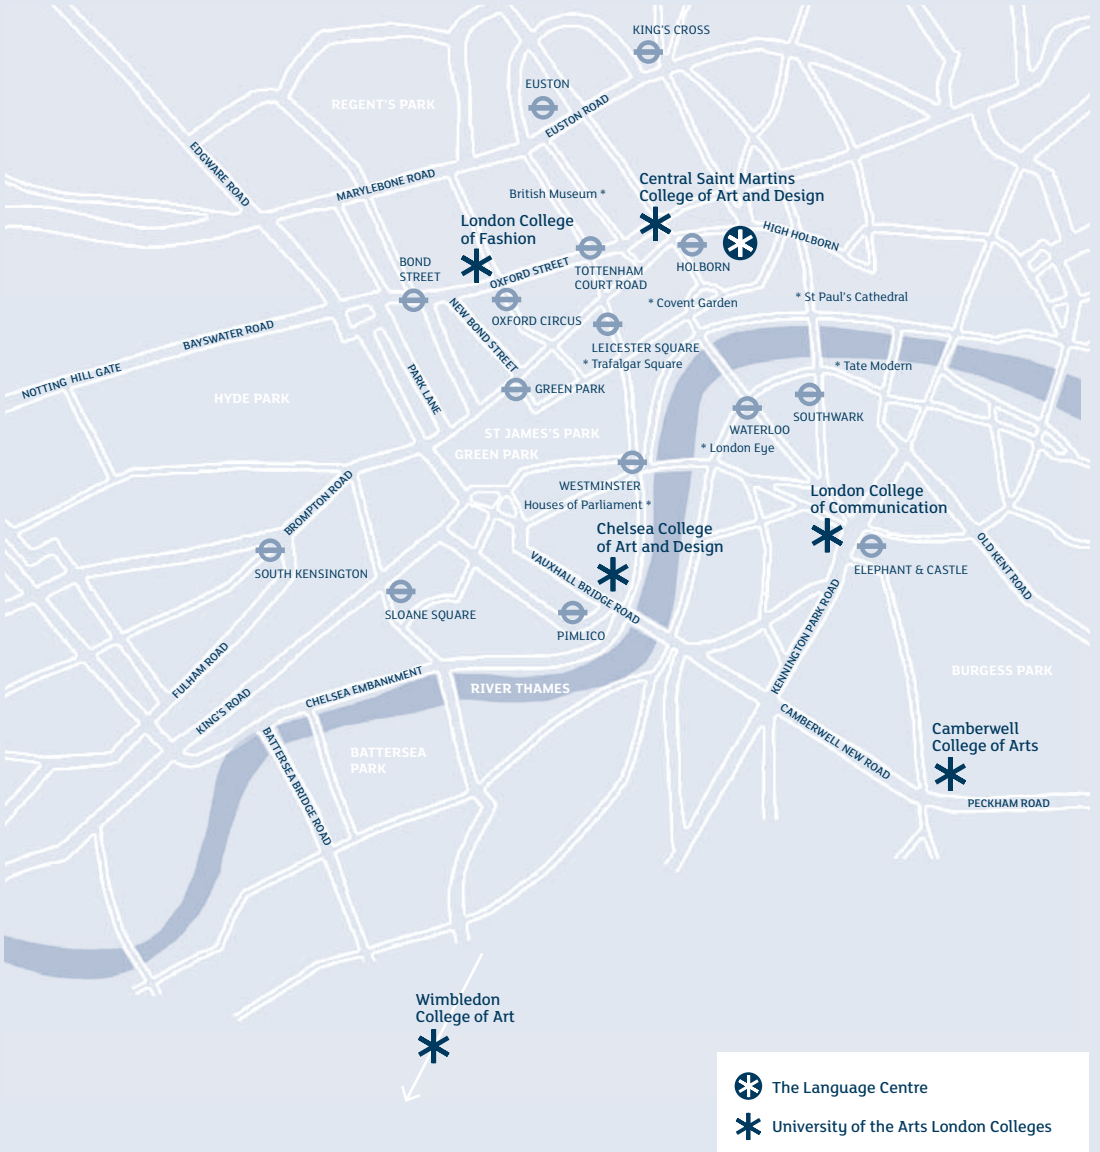 KING'S CROSS
EUSTON
REGENT'S PARK
EUSTON ROAD
EDGWARE ROAD
MARYLEBONE ROAD
British Museum *
Central Saint Martins
College of Art and Design
London College
of Fashion
HIGH HOLBORN
BOND
STREET
OXFORD STREET
TOTTENHAM
COURT ROAD
HOLBORN
* Covent Garden
* St Paul's Cathedral
NEW BOND STREET
OXFORD CIRCUS
BAYSWATER ROAD
LEICESTER SQUARE
* Trafalgar Square
* Tate Modern
NOTTING HILL GATE
PARK LANE
GREEN PARK
HYDE PARK
SOUTHWARK
WATERLOO
ST JAMES'S PARK
GREEN PARK
* London Eye
WESTMINSTER
Houses of Parliament *
London College
of Communication
BROMPTON ROAD
Chelsea College
of Art and Design
VAUXHALL BRIDGE ROAD
OLD KENT ROAD
SOUTH KENSINGTON
ELEPHANT & CASTLE
SLOANE SQUARE
PIMLICO
KENNINGTON PARK ROAD
FULHAM ROAD
KING'S ROAD
CHELSEA EMBANKMENT
RIVER THAMES
BURGESS PARK
CAMBERWELL NEW ROAD
Camberwell
College of Arts
BATTERSEA BRIDGE ROAD
BATTERSEA
PARK
PECKHAM ROAD
Wimbledon
College of Art
The Language Centre
University of the Arts London Colleges